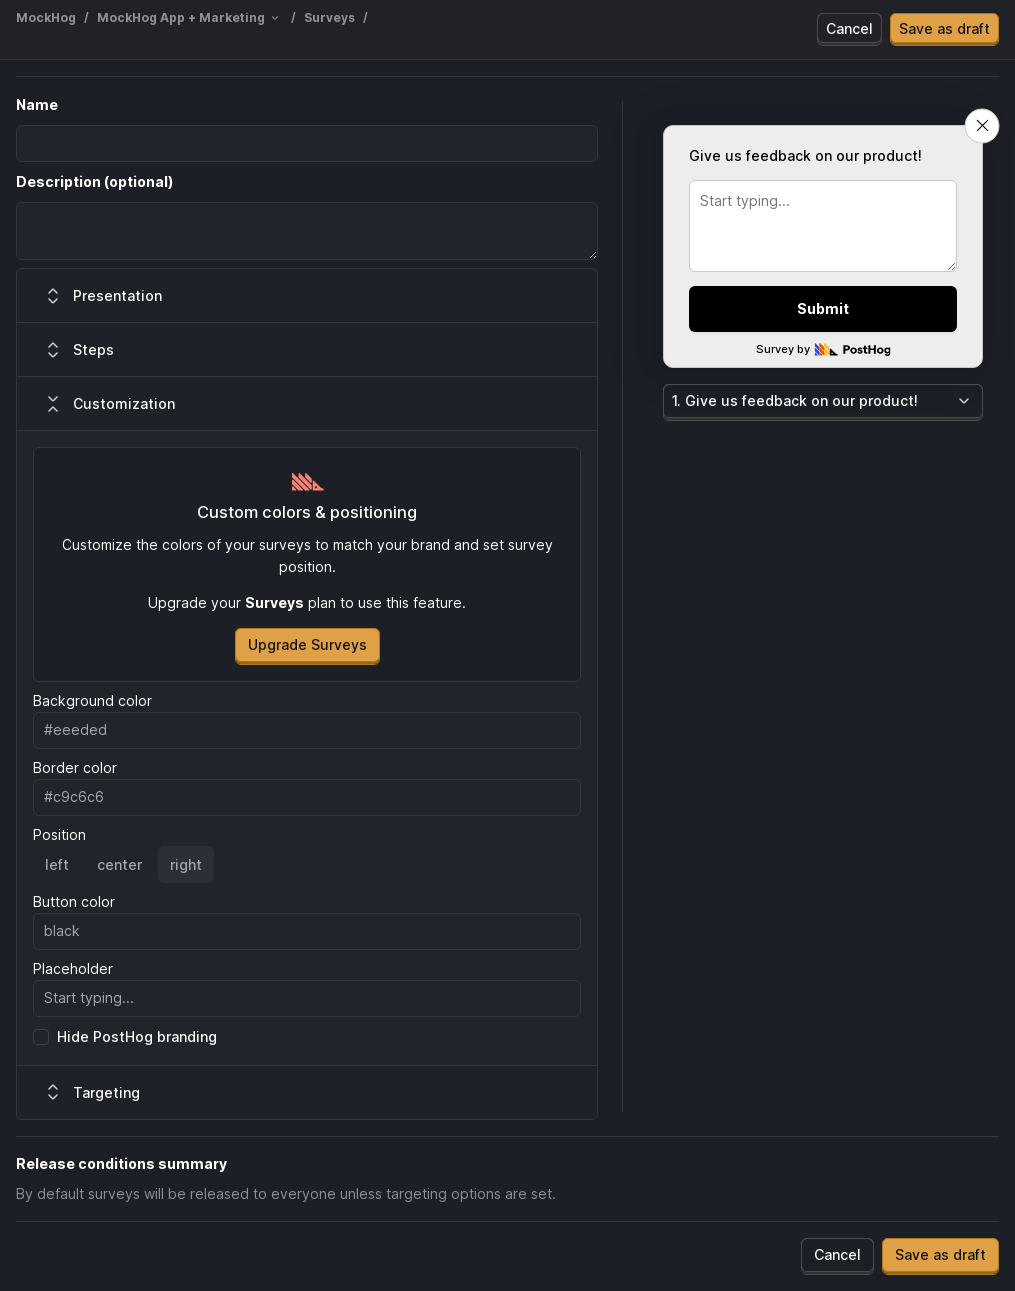 MockHog / MockHog App + Marketing / Surveys /
Cancel
Save as draft
Name
Description (optional)
Presentation
Steps
Customization
Custom colors & positioning
Customize the colors of your surveys to match your brand and set survey
position.
Upgrade your Surveys plan to use this feature.
Upgrade Surveys
Background color
#eeeded
Border color
#c9c6c6
Position
left center right
Button color
black
Placeholder
Start typing...
Hide PostHog branding
Targeting
Give us feedback on our product!
Start typing...
Submit
Survey by PostHog
1. Give us feedback on our product!
Release conditions summary
By default surveys will be released to everyone unless targeting options are set.
Cancel
Save as draft